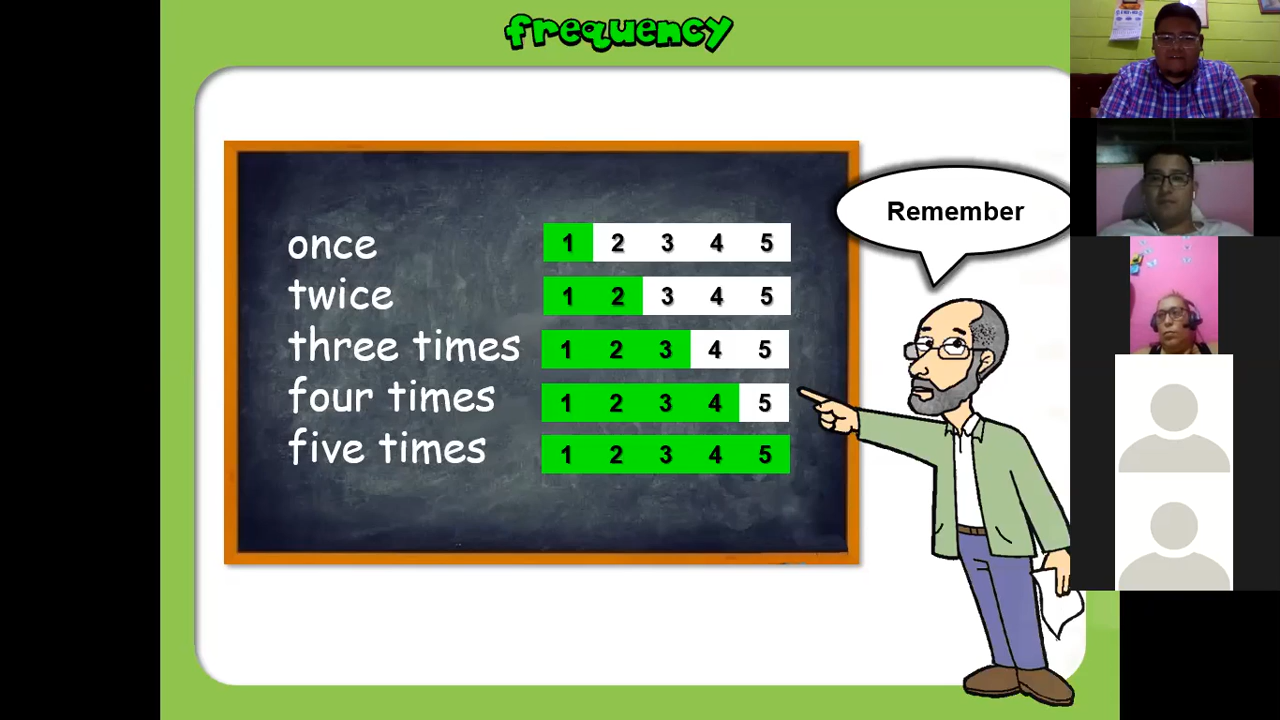 frequency
Remember
once 1 2 3 4 5
twice 1 2 3 4 5
three times 1 2 3 4 5
four times 1 2 3 4 5
five times 1 2 3 4 5